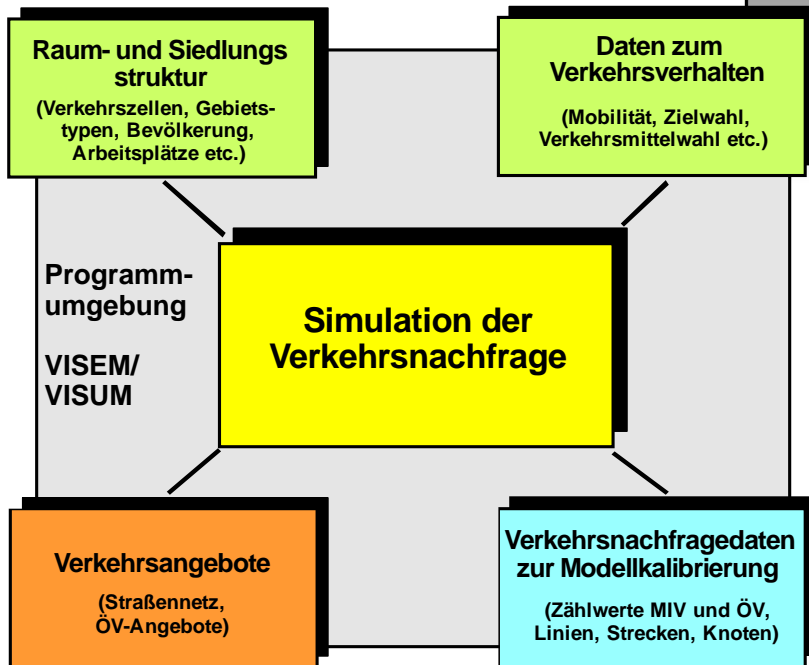 Raum- und Siedlungs
struktur
(Verkehrszellen, Gebiets-
typen, Bevölkerung,
Arbeitsplätze etc.)
Daten zum
Verkehrsverhalten
(Mobilität, Zielwahl,
Verkehrsmittelwahl etc.)
Programm-
umgebung
VISEM/
VISUM
Simulation der
Verkehrsnachfrage
Verkehrsangebote
(Straßennetz,
ÖV-Angebote)
Verkehrsnachfragedaten
zur Modellkalibrierung
(Zählwerte MIV und ÖV,
Linien, Strecken, Knoten)